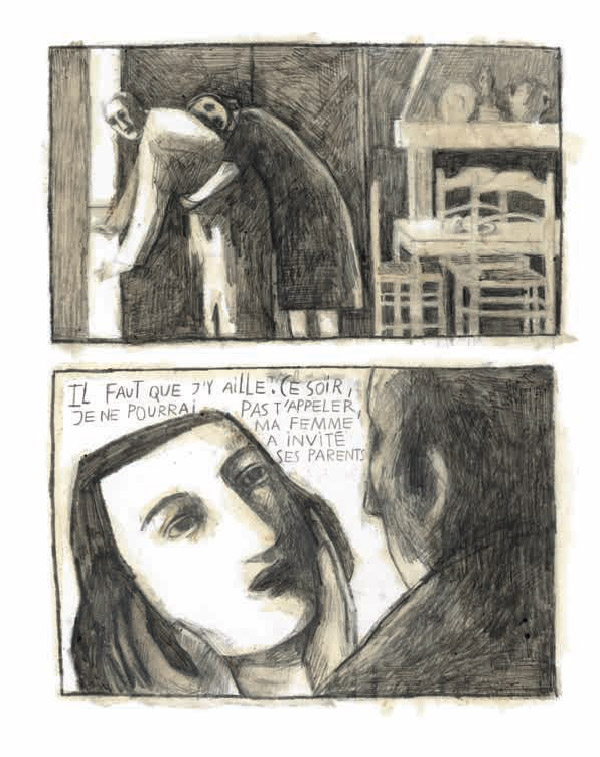 IL FAUT QUE J'Y AILLE. CE SOIR,
JE NE POURRAI PAS T'APPELER,
MA FEMME
A INVITÉ
SES PARENTS